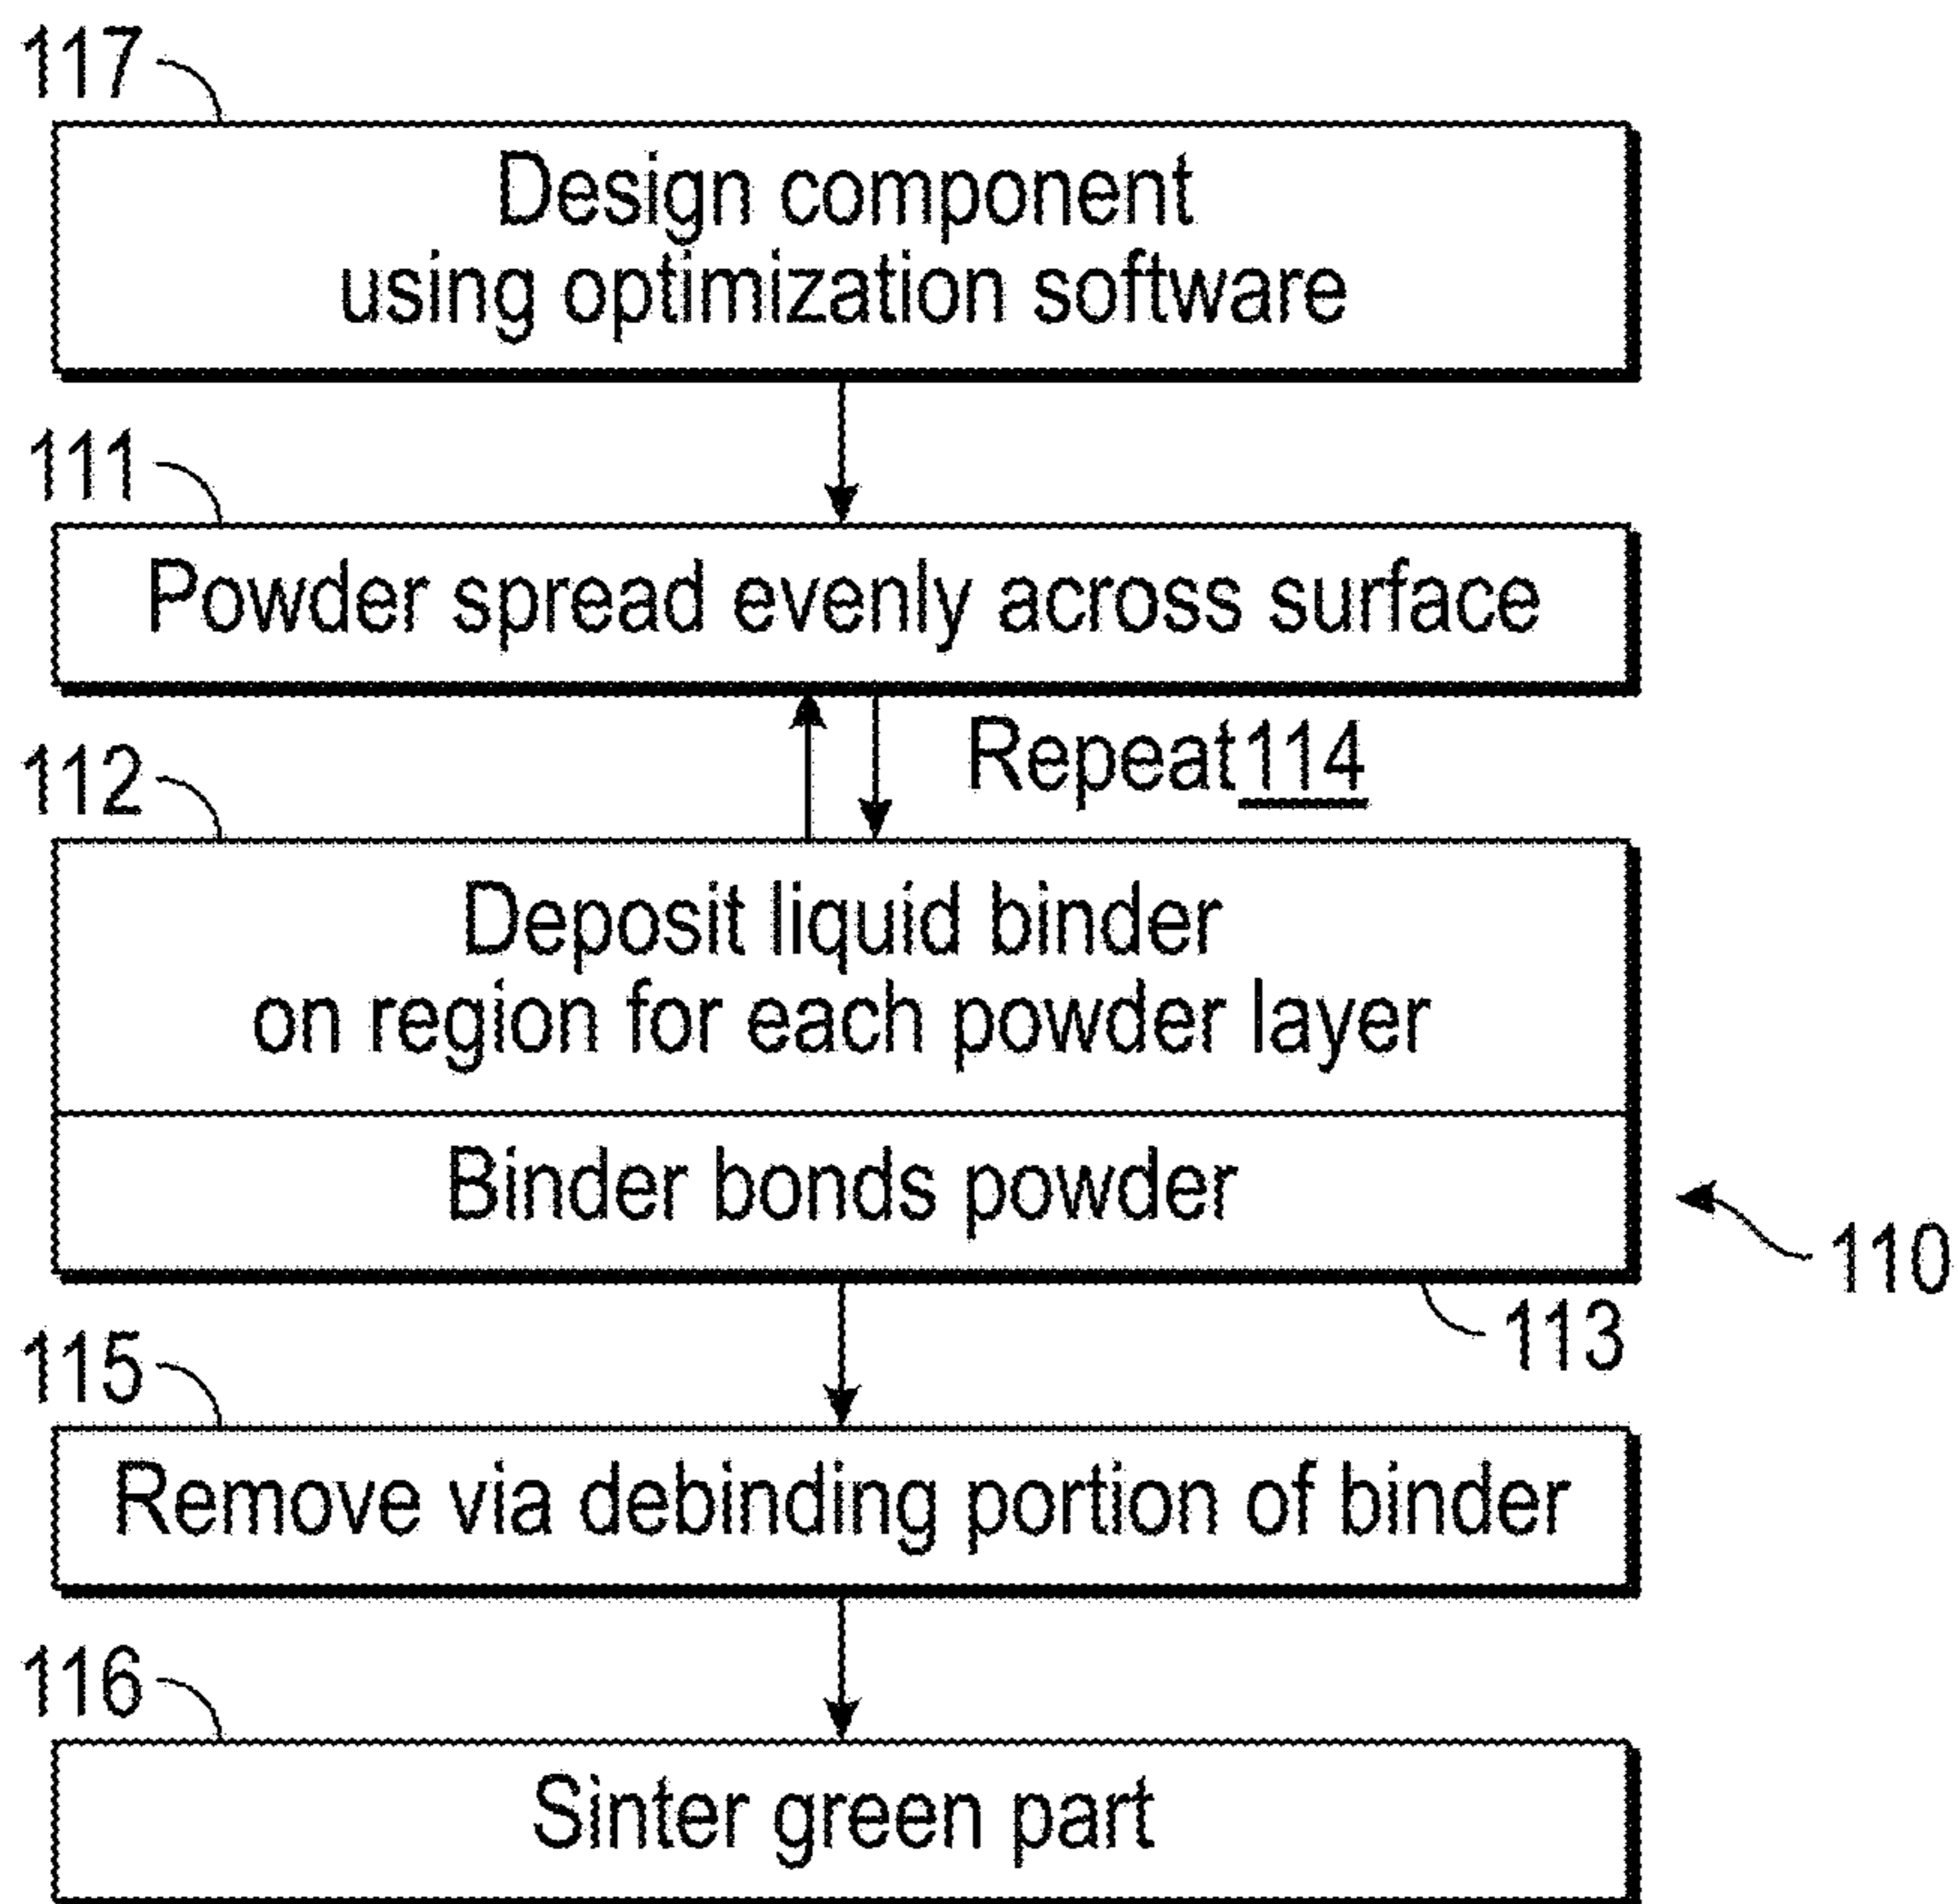 117
Design component
using optimization software
111
Powder spread evenly across surface
Repeat 114
112
Deposit liquid binder
on region for each powder layer
Binder bonds powder
110
113
115
Remove via debinding portion of binder
116
Sinter green part